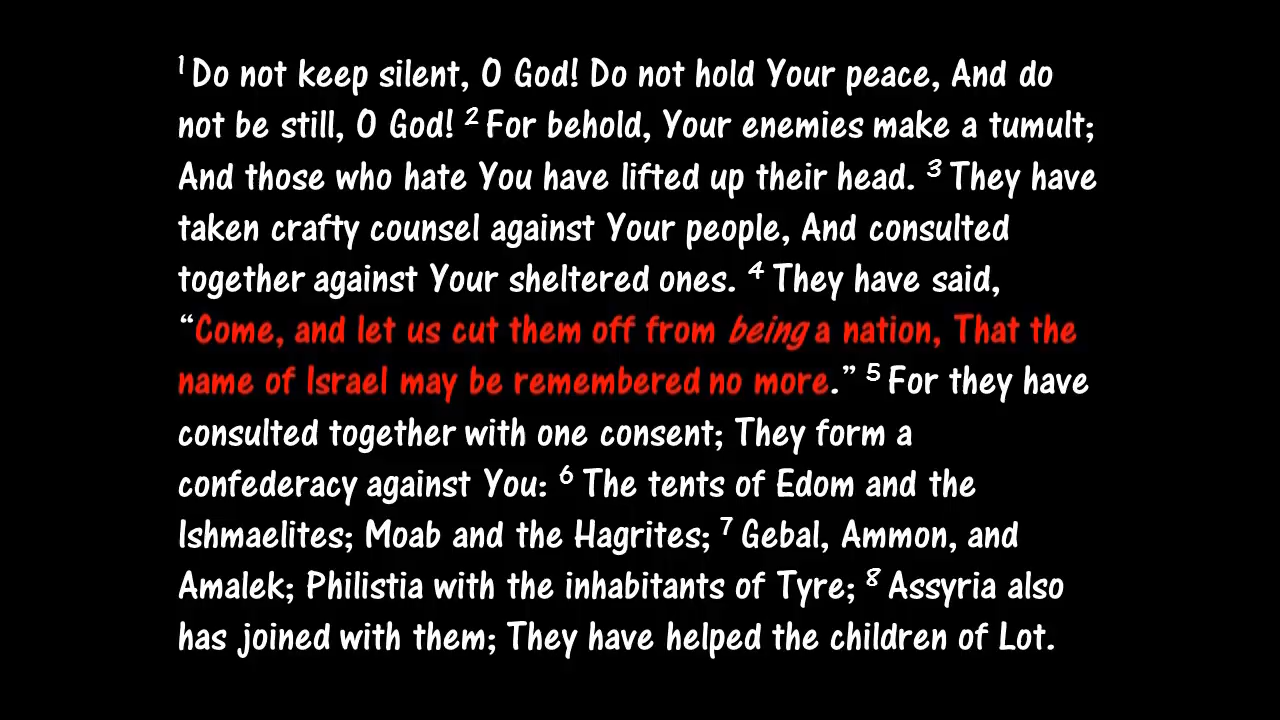 ¹ Do not keep silent, O God! Do not hold Your peace, And do
not be still, O God! ² For behold, Your enemies make a tumult;
And those who hate You have lifted up their head. ³ They have
taken crafty counsel against Your people, And consulted
together against Your sheltered ones. ⁴ They have said,
“Come, and let us cut them off from being a nation, That the
name of Israel may be remembered no more.” ⁵ For they have
consulted together with one consent; They form a
confederacy against You: ⁶ The tents of Edom and the
Ishmaelites; Moab and the Hagrites; ⁷ Gebal, Ammon, and
Amalek; Philistia with the inhabitants of Tyre; ⁸ Assyria also
has joined with them; They have helped the children of Lot.